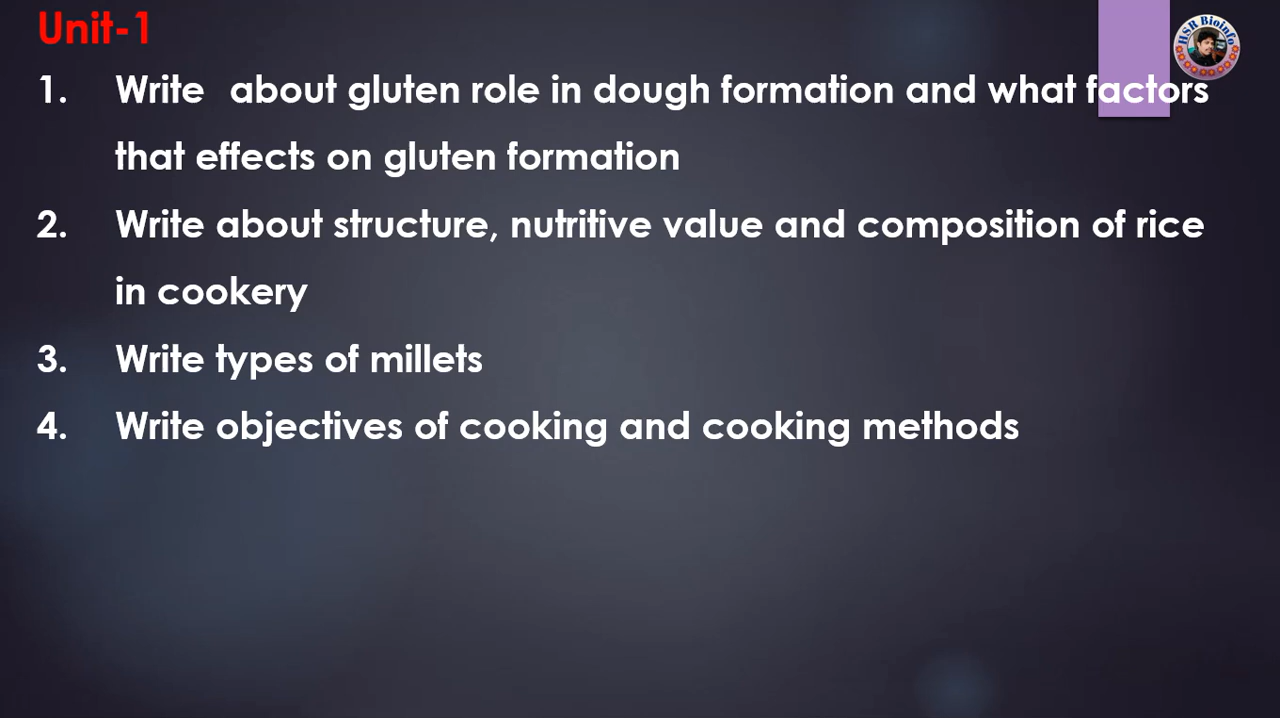 Unit-1
HSR Bioinfo
1. Write about gluten role in dough formation and what factors
that effects on gluten formation
2. Write about structure, nutritive value and composition of rice
in cookery
3. Write types of millets
4. Write objectives of cooking and cooking methods